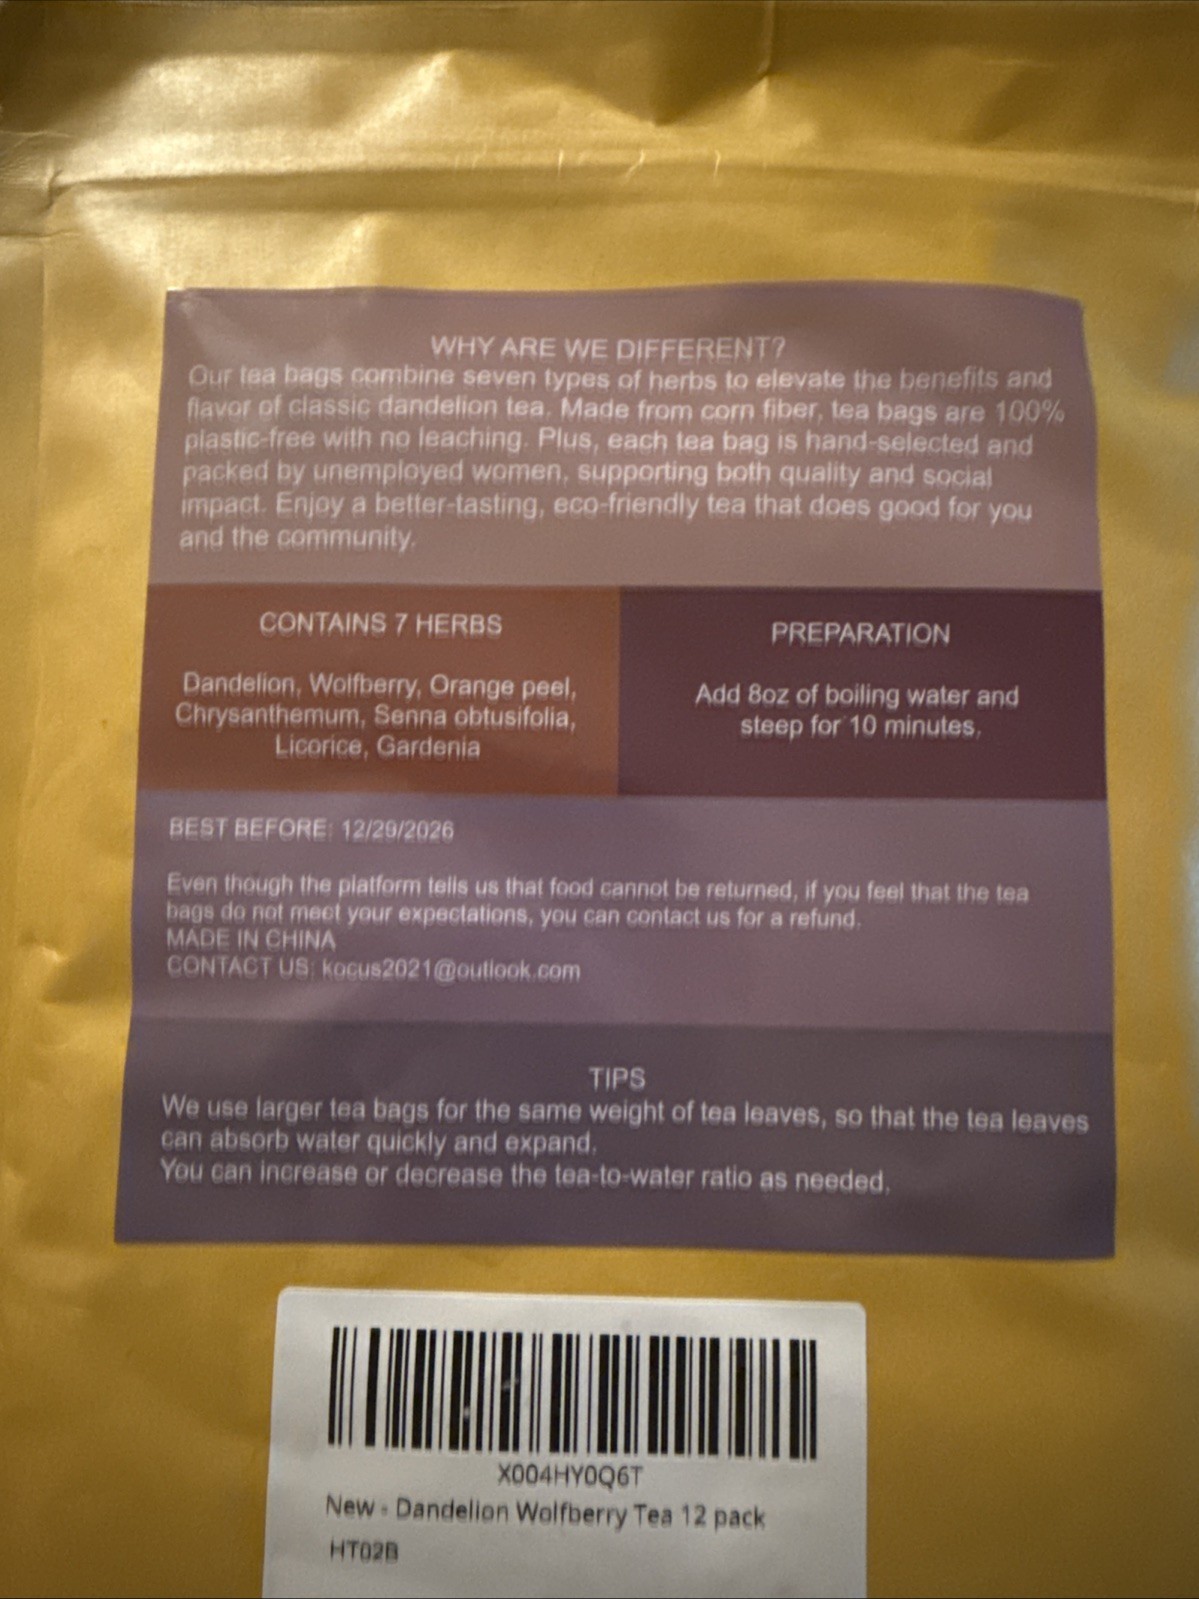 WHY ARE WE DIFFERENT?
Our tea bags combine seven types of herbs to elevate the benefits and
flavor of classic dandelion tea. Made from corn fiber, tea bags are 100%
plastic-free with no leaching. Plus, each tea bag is hand-selected and
packed by unemployed women, supporting both quality and social
impact. Enjoy a better-tasting, eco-friendly tea that does good for you
and the community.
CONTAINS 7 HERBS
Dandelion, Wolfberry, Orange peel,
Chrysanthemum, Senna obtusifolia,
Licorice, Gardenia
PREPARATION
Add 8oz of boiling water and
steep for 10 minutes.
BEST BEFORE: 12/29/2026
Even though the platform tells us that food cannot be returned, if you feel that the tea
bags do not meet your expectations, you can contact us for a refund.
MADE IN CHINA
CONTACT US: kocus2021@outlook.com
TIPS
We use larger tea bags for the same weight of tea leaves, so that the tea leaves
can absorb water quickly and expand.
You can increase or decrease the tea-to-water ratio as needed.
X004HY0Q6T
New - Dandelion Wolfberry Tea 12 pack
HT02B